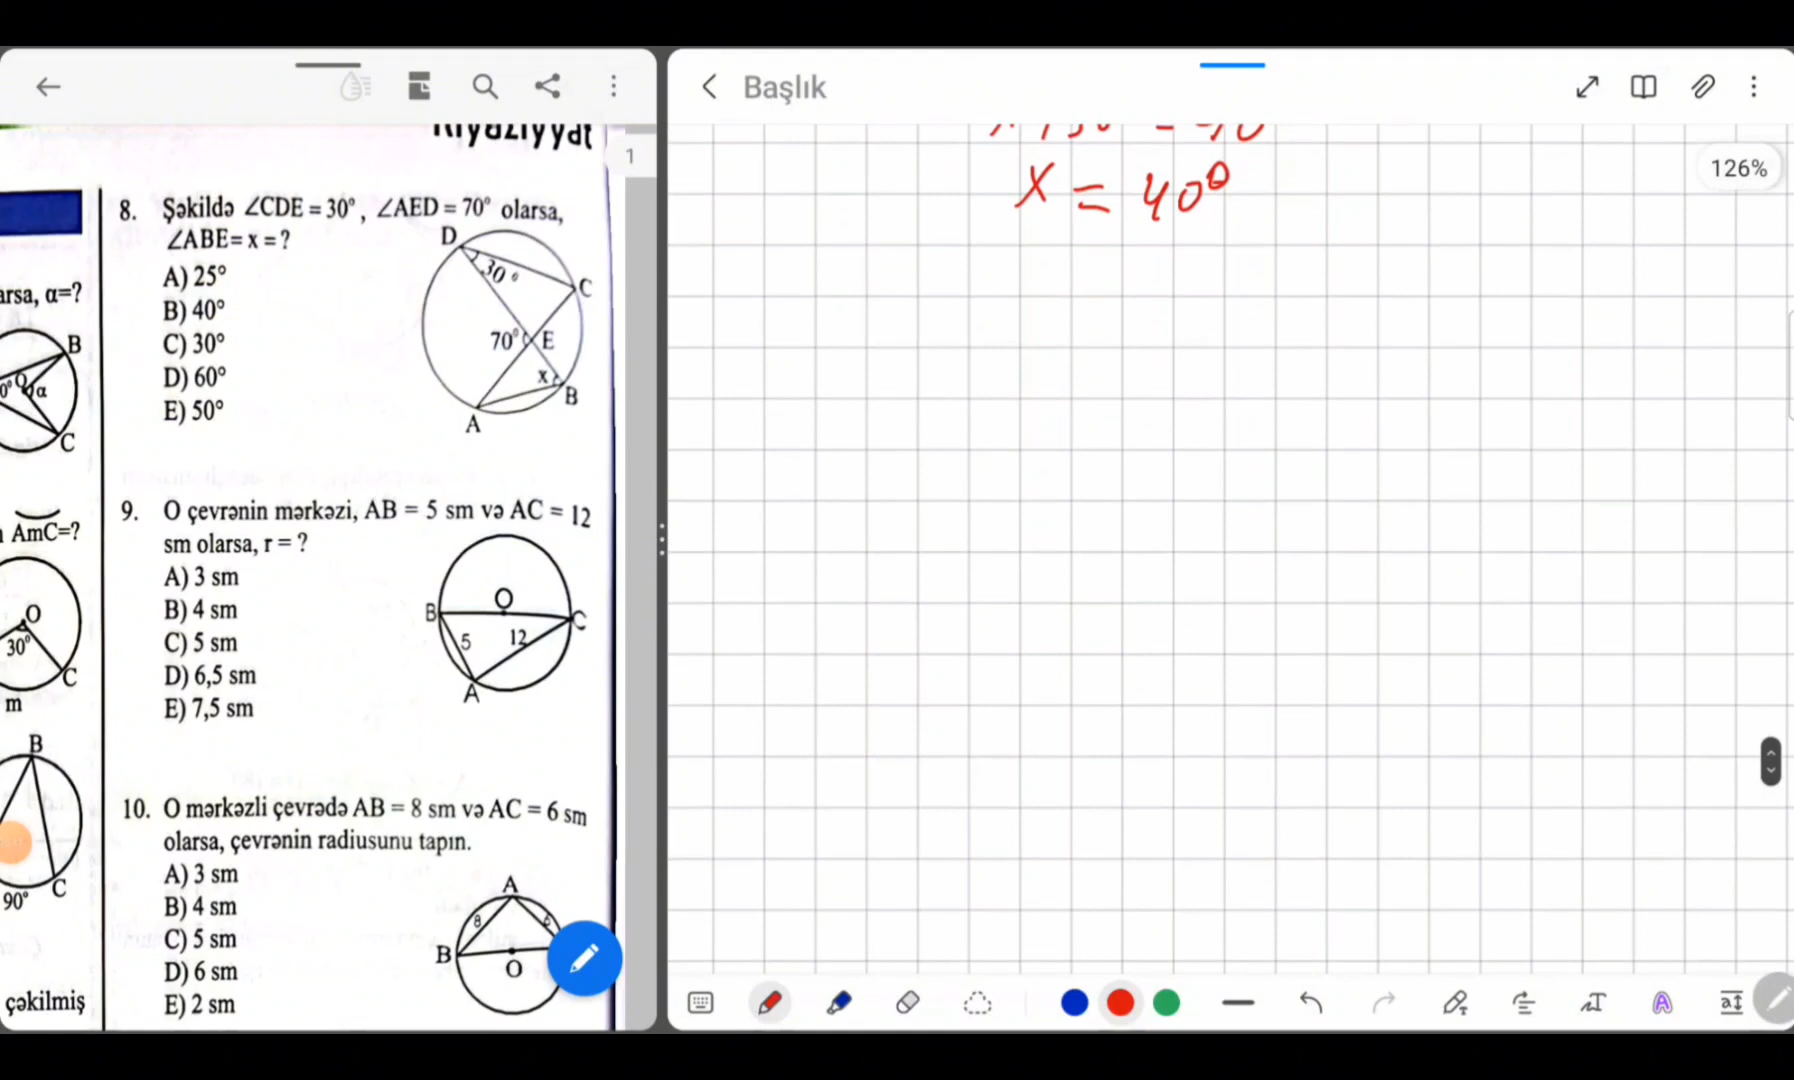 Başlık
126%
1
Riyaziyyat
x = 40°
8. Şəkildə ∠CDE = 30°, ∠AED = 70° olarsa,
∠ABE= x = ?
A) 25°
B) 40°
C) 30°
D) 60°
E) 50°
D
30°
C
70°
E
x
B
A
9. O çevrənin mərkəzi, AB = 5 sm və AC = 12
sm olarsa, r = ?
A) 3 sm
B) 4 sm
C) 5 sm
D) 6,5 sm
E) 7,5 sm
O
B
C
5
12
A
10. O mərkəzli çevrədə AB = 8 sm və AC = 6 sm
olarsa, çevrənin radiusunu tapın.
A) 3 sm
B) 4 sm
C) 5 sm
D) 6 sm
E) 2 sm
A
8
6
B
O
α=?
B
O
α
C
AmC=?
O
30°
C
m
B
C
90°
çəkilmiş